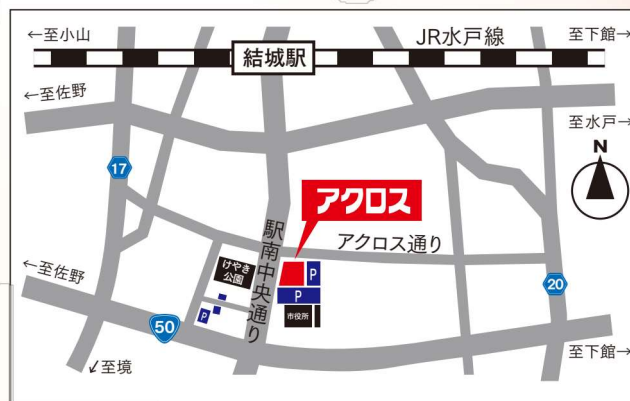 ←至小山
JR水戸線
至下館→
結城駅
←至佐野
至水戸→
N
17
アクロス
アクロス通り
駅南中央通り
けやき
公園
P
P
P
市役所
←至佐野
50
20
↙至境
至下館→